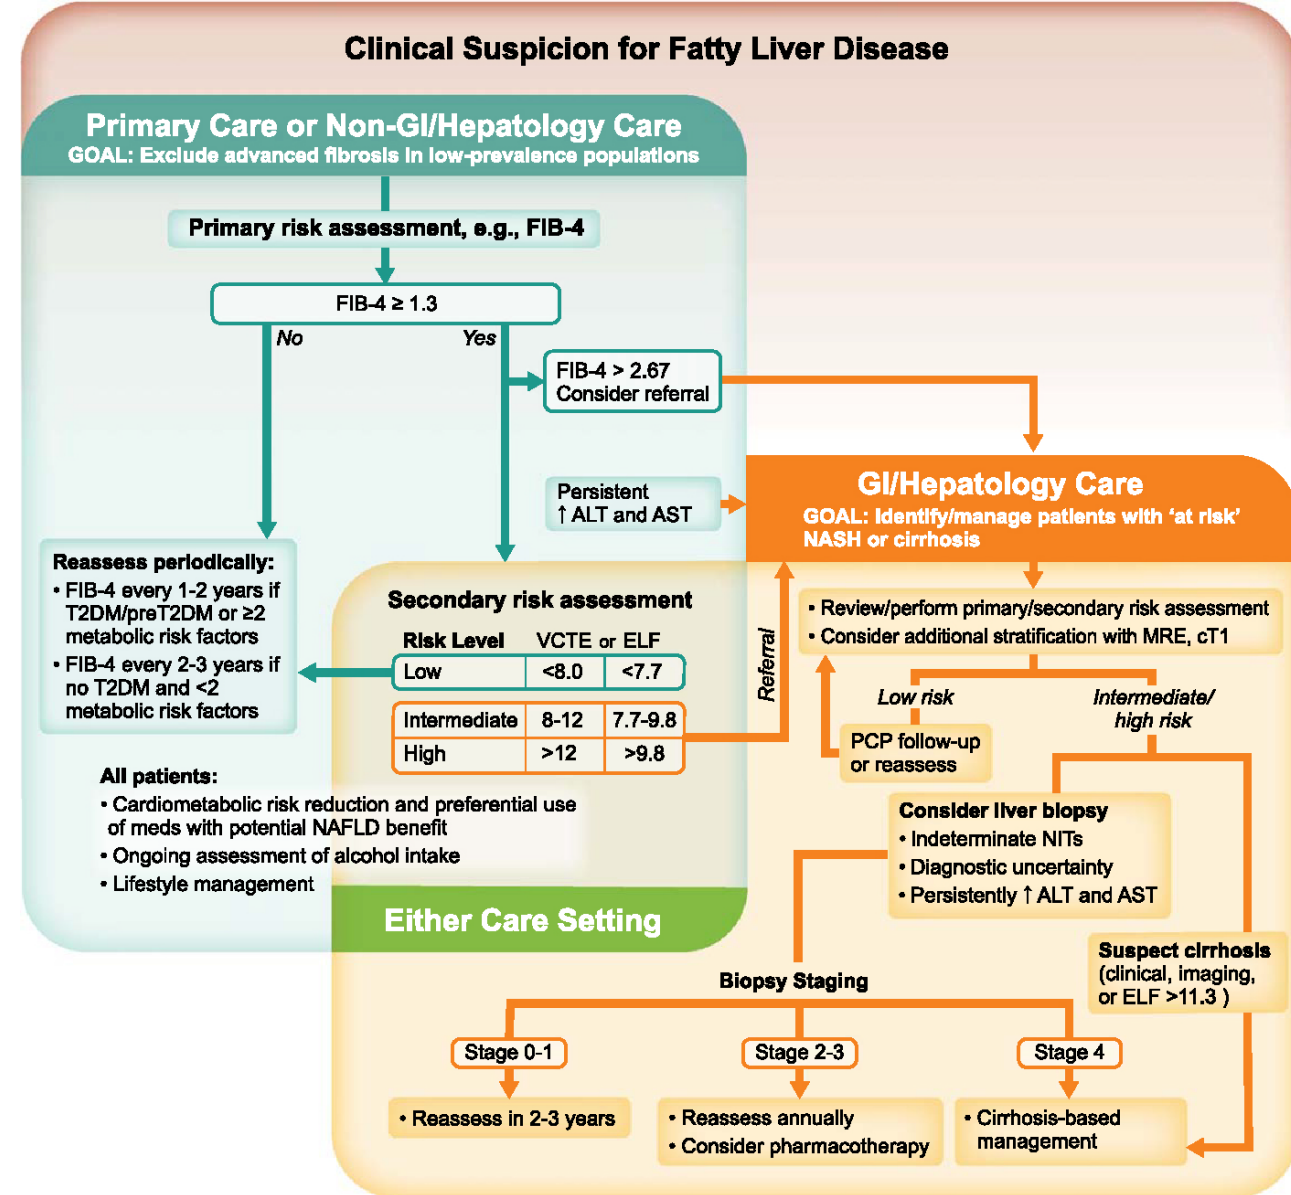 Clinical Suspicion for Fatty Liver Disease
Primary Care or Non-GI/Hepatology Care
GOAL: Exclude advanced fibrosis in low-prevalence populations
Primary risk assessment, e.g., FIB-4
FIB-4 ≥ 1.3
No
Yes
FIB-4 > 2.67
Consider referral
Persistent
↑ ALT and AST
GI/Hepatology Care
GOAL: Identify/manage patients with ‘at risk’
NASH or cirrhosis
Reassess periodically:
• FIB-4 every 1-2 years if
T2DM/preT2DM or ≥2
metabolic risk factors
• FIB-4 every 2-3 years if
no T2DM and <2
metabolic risk factors
Secondary risk assessment
Risk Level VCTE or ELF
Low <8.0 <7.7
Intermediate 8-12 7.7-9.8
High >12 >9.8
Referral
• Review/perform primary/secondary risk assessment
• Consider additional stratification with MRE, cT1
Low risk
Intermediate/
high risk
PCP follow-up
or reassess
All patients:
• Cardiometabolic risk reduction and preferential use
of meds with potential NAFLD benefit
• Ongoing assessment of alcohol intake
• Lifestyle management
Either Care Setting
Consider liver biopsy
• Indeterminate NITs
• Diagnostic uncertainty
• Persistently ↑ ALT and AST
Suspect cirrhosis
(clinical, imaging,
or ELF >11.3 )
Biopsy Staging
Stage 0-1
Stage 2-3
Stage 4
• Reassess in 2-3 years
• Reassess annually
• Consider pharmacotherapy
• Cirrhosis-based
management